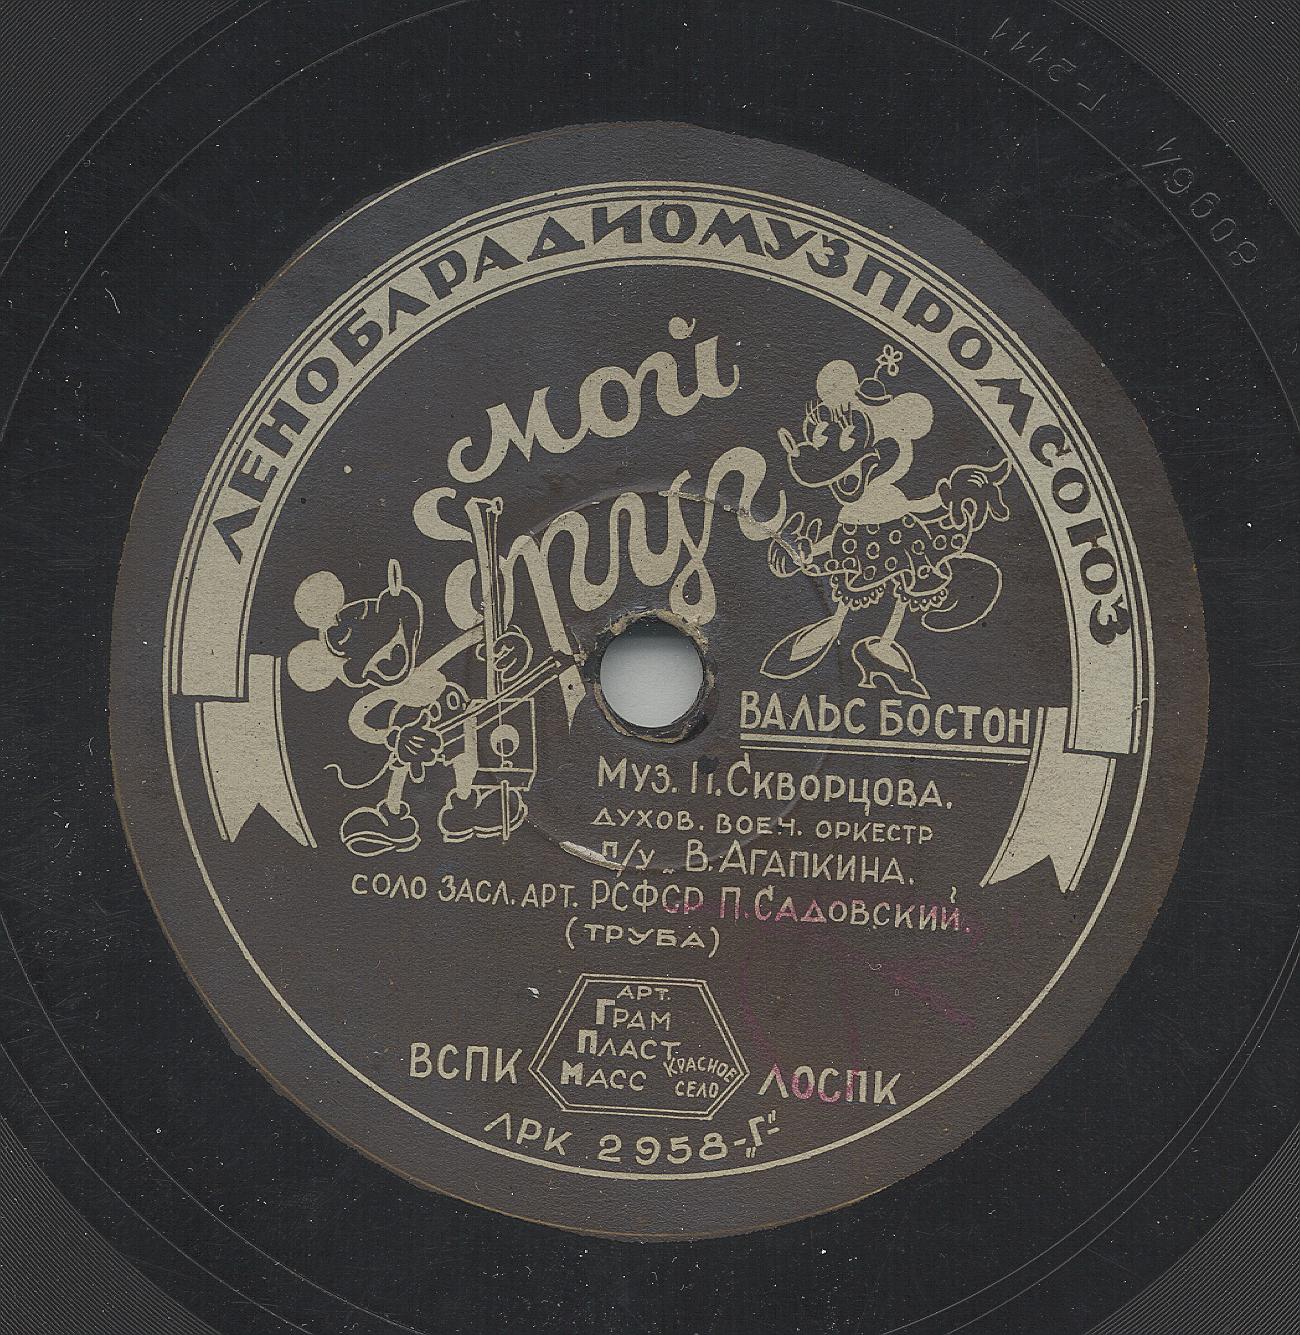 ЛЕНОБЛРАДИОМУЗПРОМСОЮЗ
мой
друг
ВАЛЬС БОСТОН
МУЗ. П. СКВОРЦОВА.
ДУХОВ. ВОЕН. ОРКЕСТР
П/У В. АГАПКИНА.
СОЛО ЗАСЛ. АРТ. РСФСР П. САДОВСКИЙ.
(ТРУБА)
АРТ.
ГРАМ
ПЛАСТ
МАСС
КРАСНОЕ
СЕЛО
ВСПК
ЛОСПК
ЛРК 2958-„Г"
Г-2111